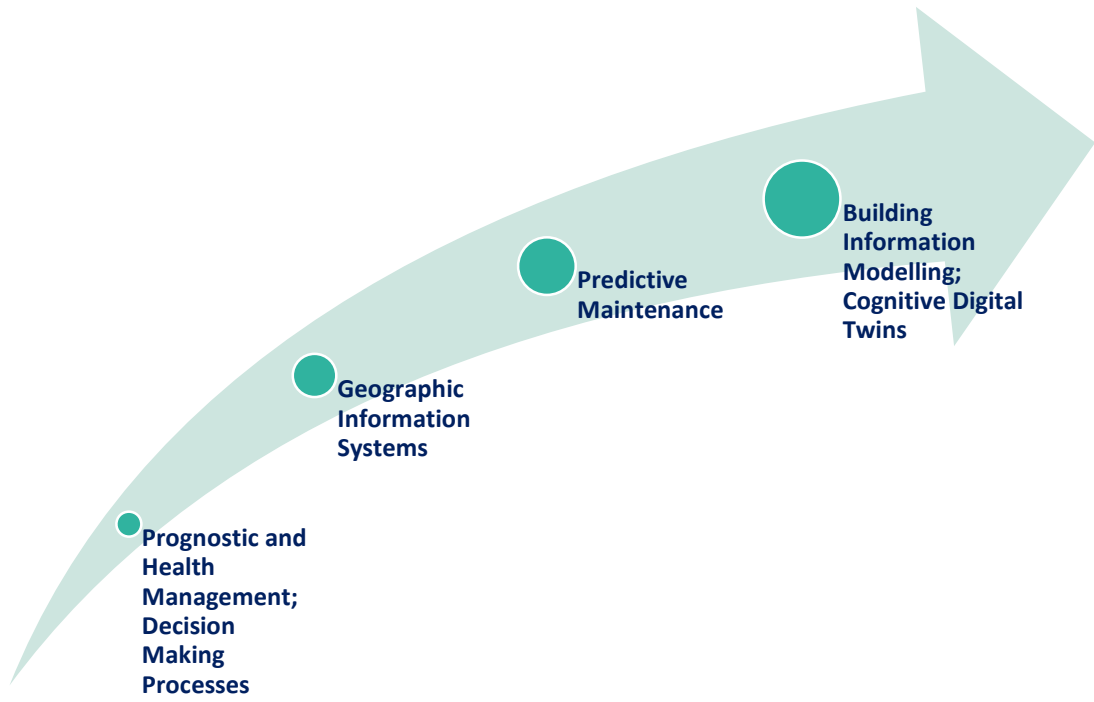 Building
Information
Modelling;
Cognitive Digital
Twins
Predictive
Maintenance
Geographic
Information
Systems
Prognostic and
Health
Management;
Decision
Making
Processes